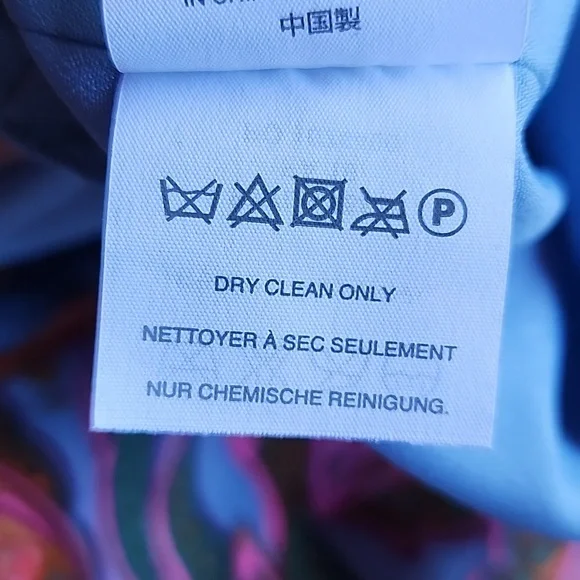 中国製
P
DRY CLEAN ONLY
NETTOYER À SEC SEULEMENT
NUR CHEMISCHE REINIGUNG.